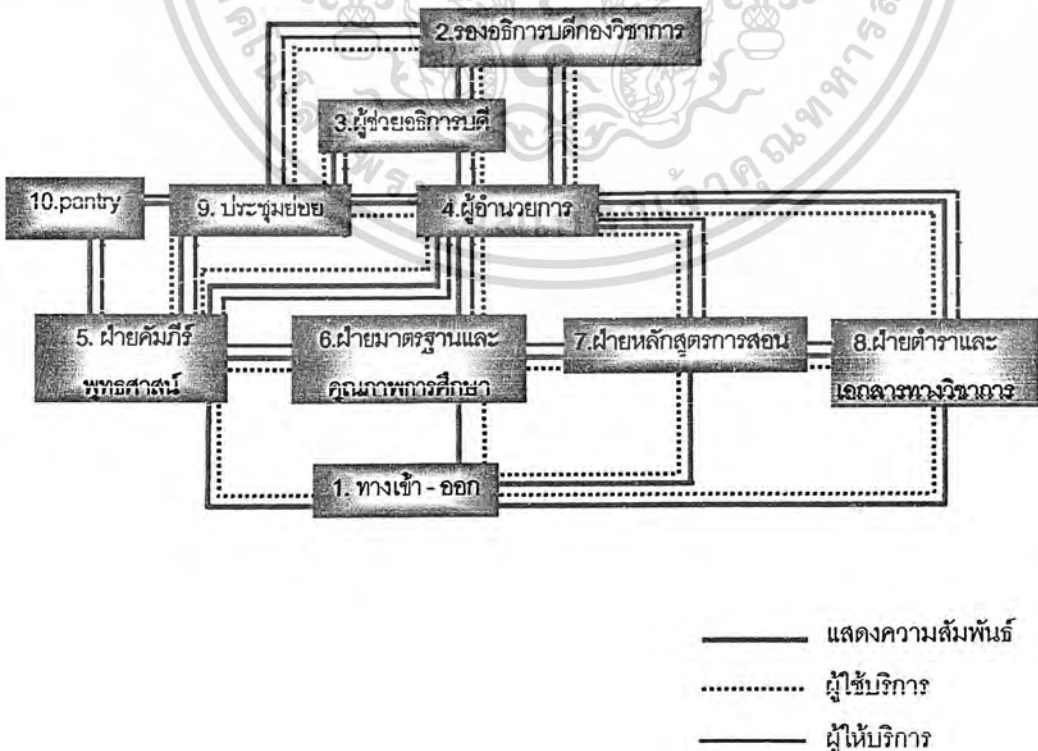 2.รองอธิการบดีกองวิชาการ
3.ผู้ช่วยอธิการบดี
10.pantry
9. ประชุมย่อย
4.ผู้อำนวยการ
5. ฝ่ายคัมภีร์
พุทธศาสน์
6.ฝ่ายมาตรฐานและ
คุณภาพการศึกษา
7.ฝ่ายหลักสูตรการสอน
8.ฝ่ายตำราและ
เอกสารทางวิชาการ
1. ทางเข้า - ออก
แสดงความสัมพันธ์
ผู้ใช้บริการ
ผู้ให้บริการ